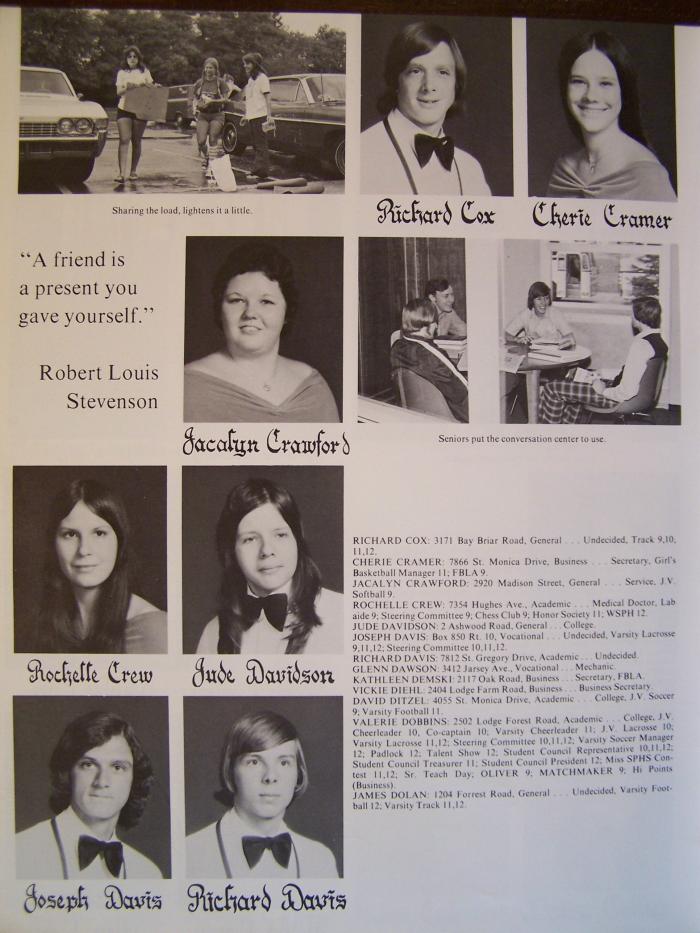 Richard Cox
Cherie Cramer
Sharing the load, lightens it a little.
“A friend is
a present you
gave yourself.”
Robert Louis
Stevenson
Jacalyn Crawford
Seniors put the conversation center to use.
Rochelle Crew
Jude Davidson
Joseph Davis
Richard Davis
RICHARD COX: 3171 Bay Briar Road, General . . . Undecided, Track 9,10,
11,12.
CHERIE CRAMER: 7866 St. Monica Drive, Business . . . Secretary, Girl's
Basketball Manager 11; FBLA 9.
JACALYN CRAWFORD: 2920 Madison Street, General . . . Service, J.V.
Softball 9.
ROCHELLE CREW: 7354 Hughes Ave., Academic . . . Medical Doctor, Lab
aide 9; Steering Committee 9; Chess Club 9; Honor Society 11; WSPH 12.
JUDE DAVIDSON: 2 Ashwood Road, General . . . College.
JOSEPH DAVIS: Box 850 Rt. 10, Vocational . . . Undecided, Varsity Lacrosse
9,11,12; Steering Committee 10,11,12.
RICHARD DAVIS: 7812 St. Gregory Drive, Academic . . . Undecided.
GLENN DAWSON: 3412 Jarsey Ave., Vocational . . . Mechanic.
KATHLEEN DEMSKI: 2117 Oak Road, Business . . . Secretary, FBLA.
VICKIE DIEHL: 2404 Lodge Farm Road, Business . . . Business Secretary.
DAVID DITZEL: 4055 St. Monica Drive, Academic . . . College, J.V. Soccer
9; Varsity Football 11.
VALERIE DOBBINS: 2502 Lodge Forest Road, Academic . . . College, J.V.
Cheerleader 10, Co-captain 10; Varsity Cheerleader 11; J.V. Lacrosse 10;
Varsity Lacrosse 11,12; Steering Committee 10,11,12; Varsity Soccer Manager
12; Padlock 12; Talent Show 12; Student Council Representative 10,11,12;
Student Council Treasurer 11; Student Council President 12; Miss SPHS Con-
test 11,12; Sr. Teach Day; OLIVER 9; MATCHMAKER 9; Hi Points
(Business).
JAMES DOLAN: 1204 Forrest Road, General . . . Undecided, Varsity Foot-
ball 12; Varsity Track 11,12.